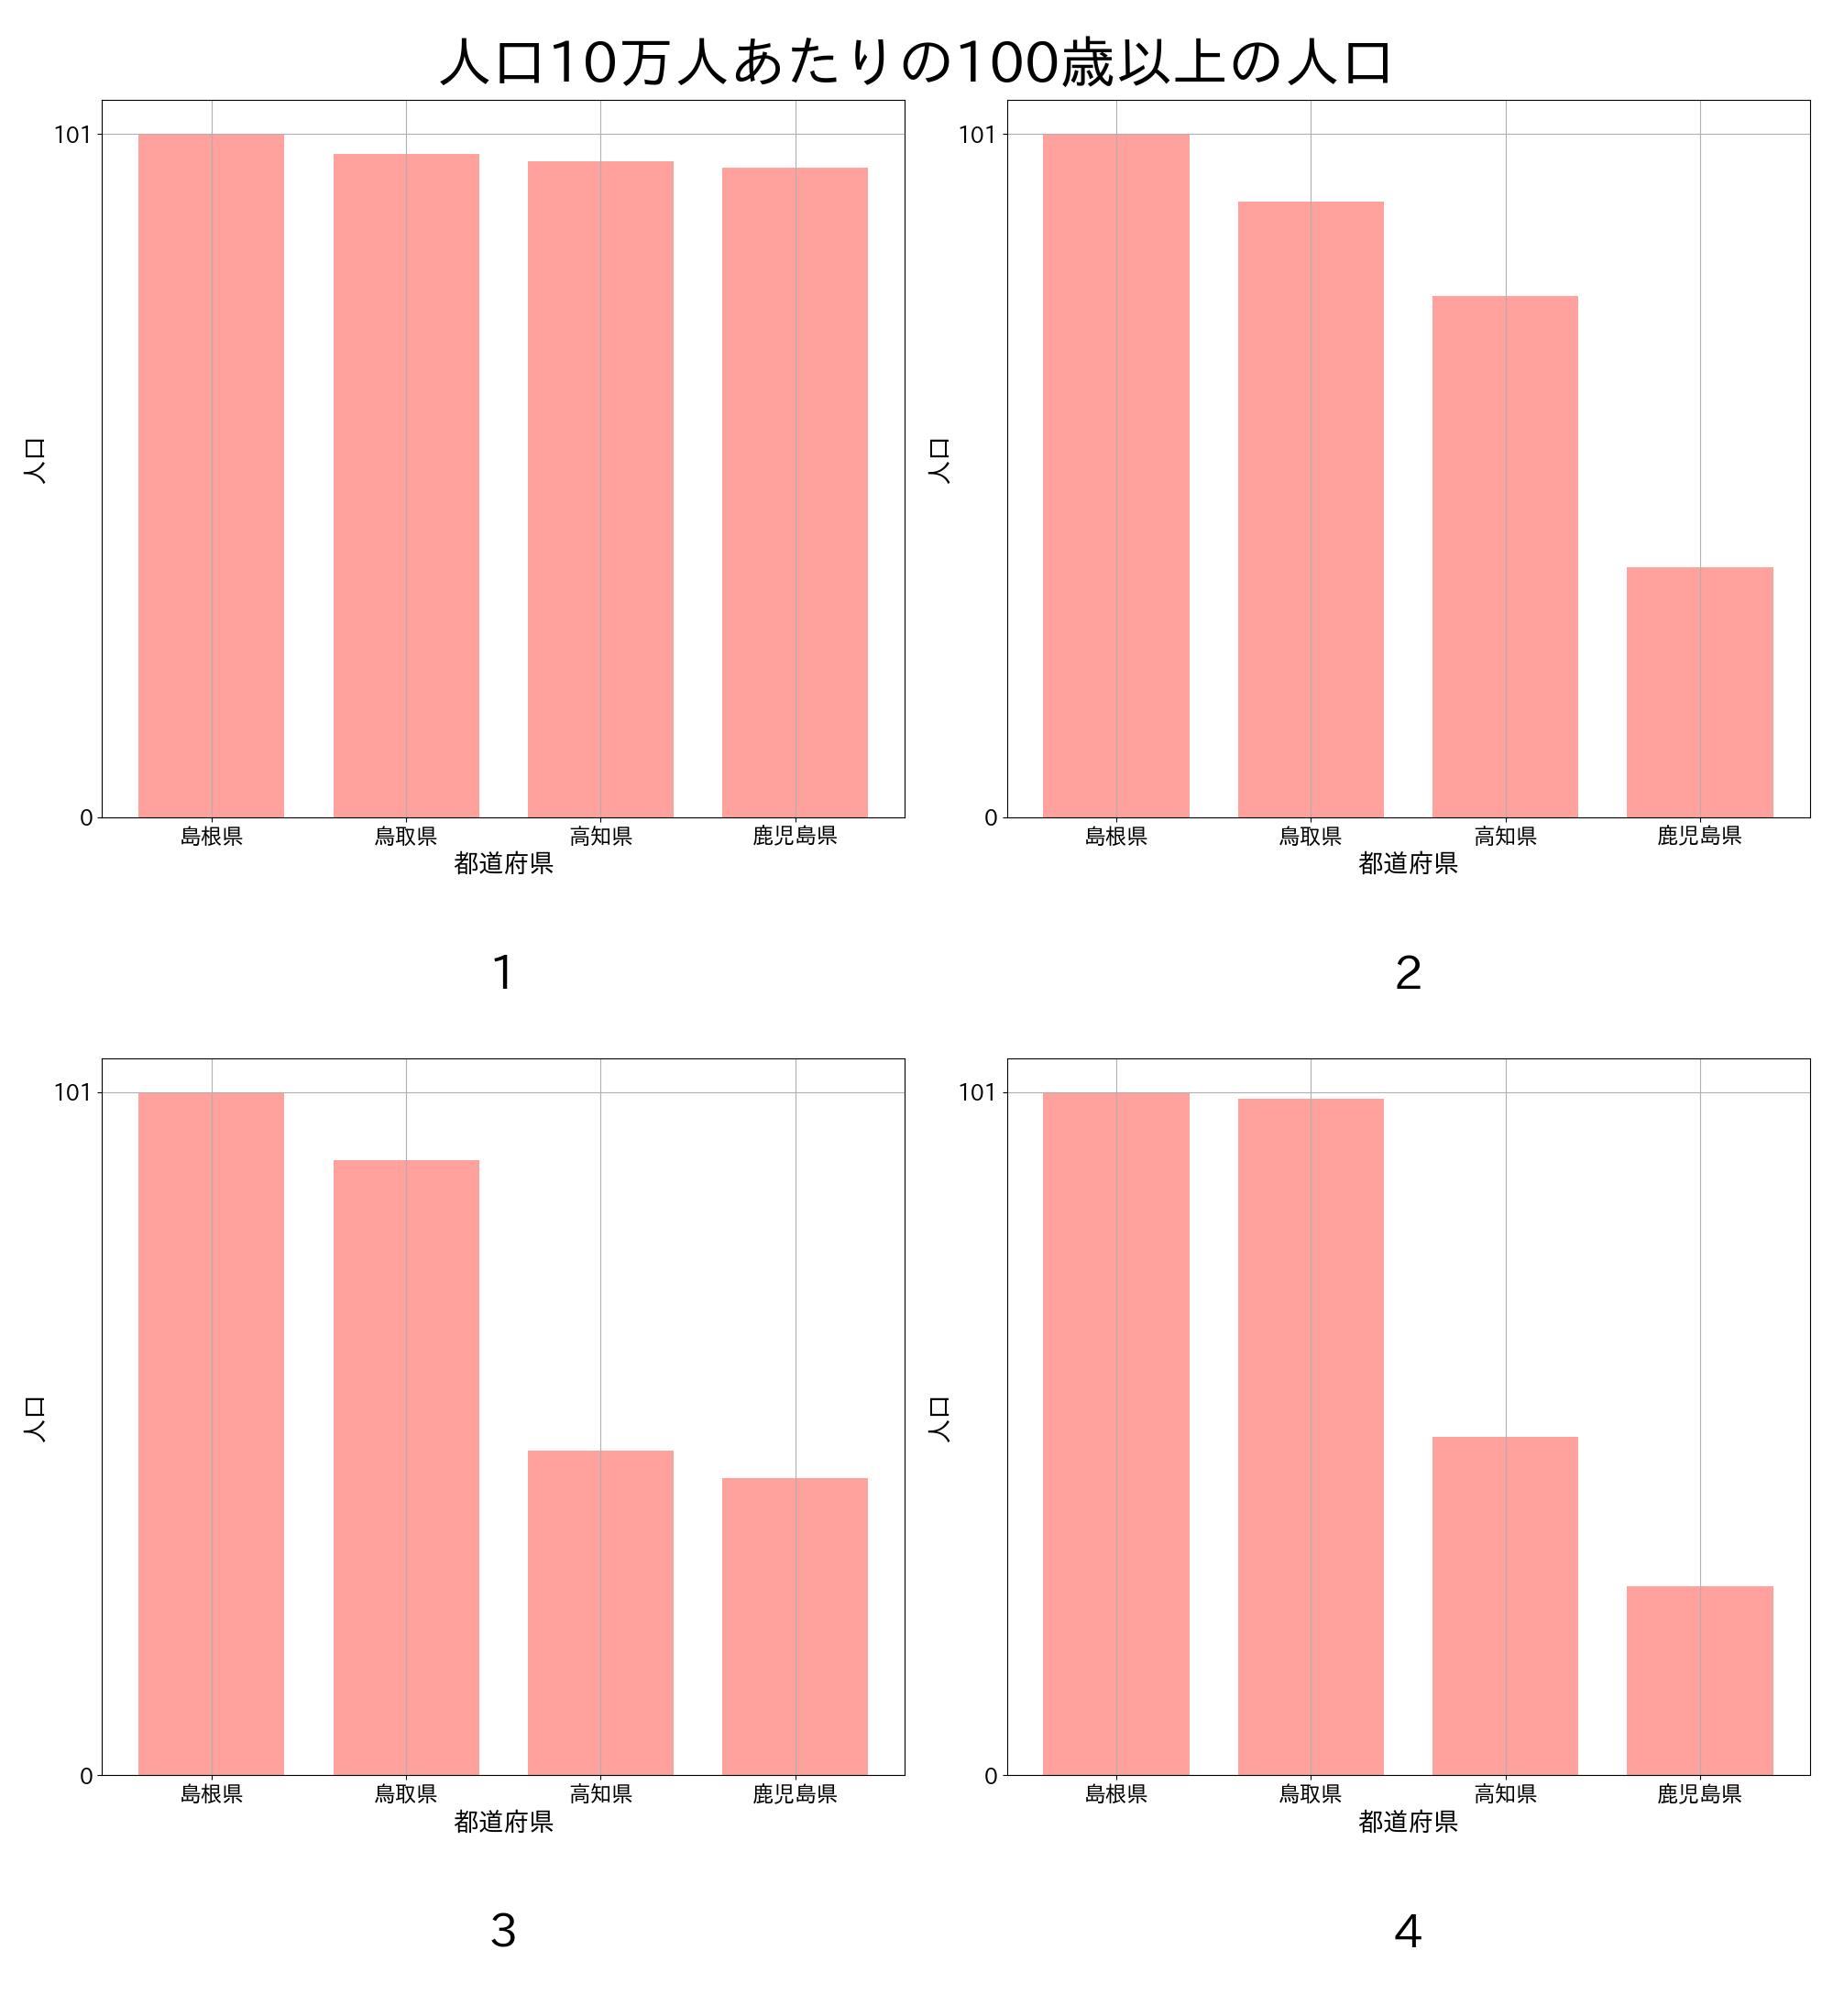 人口10万人あたりの100歳以上の人口
101
0
人口
島根県 鳥取県 高知県 鹿児島県
都道府県
1
101
0
人口
島根県 鳥取県 高知県 鹿児島県
都道府県
2
101
0
人口
島根県 鳥取県 高知県 鹿児島県
都道府県
3
101
0
人口
島根県 鳥取県 高知県 鹿児島県
都道府県
4